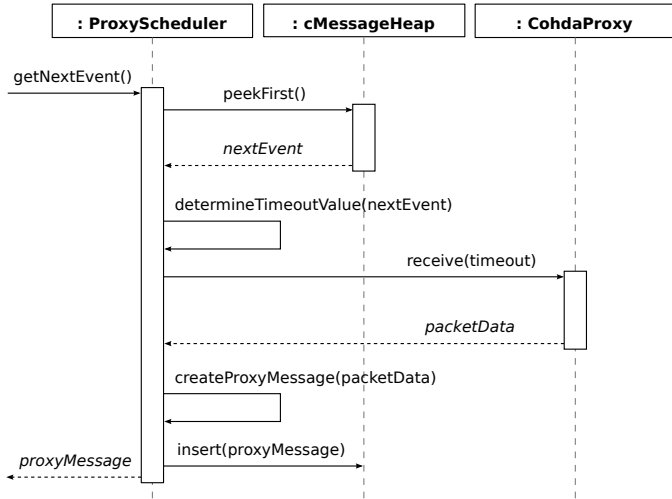 : ProxyScheduler
: cMessageHeap
: CohdaProxy
getNextEvent()
peekFirst()
nextEvent
determineTimeoutValue(nextEvent)
receive(timeout)
packetData
createProxyMessage(packetData)
insert(proxyMessage)
proxyMessage